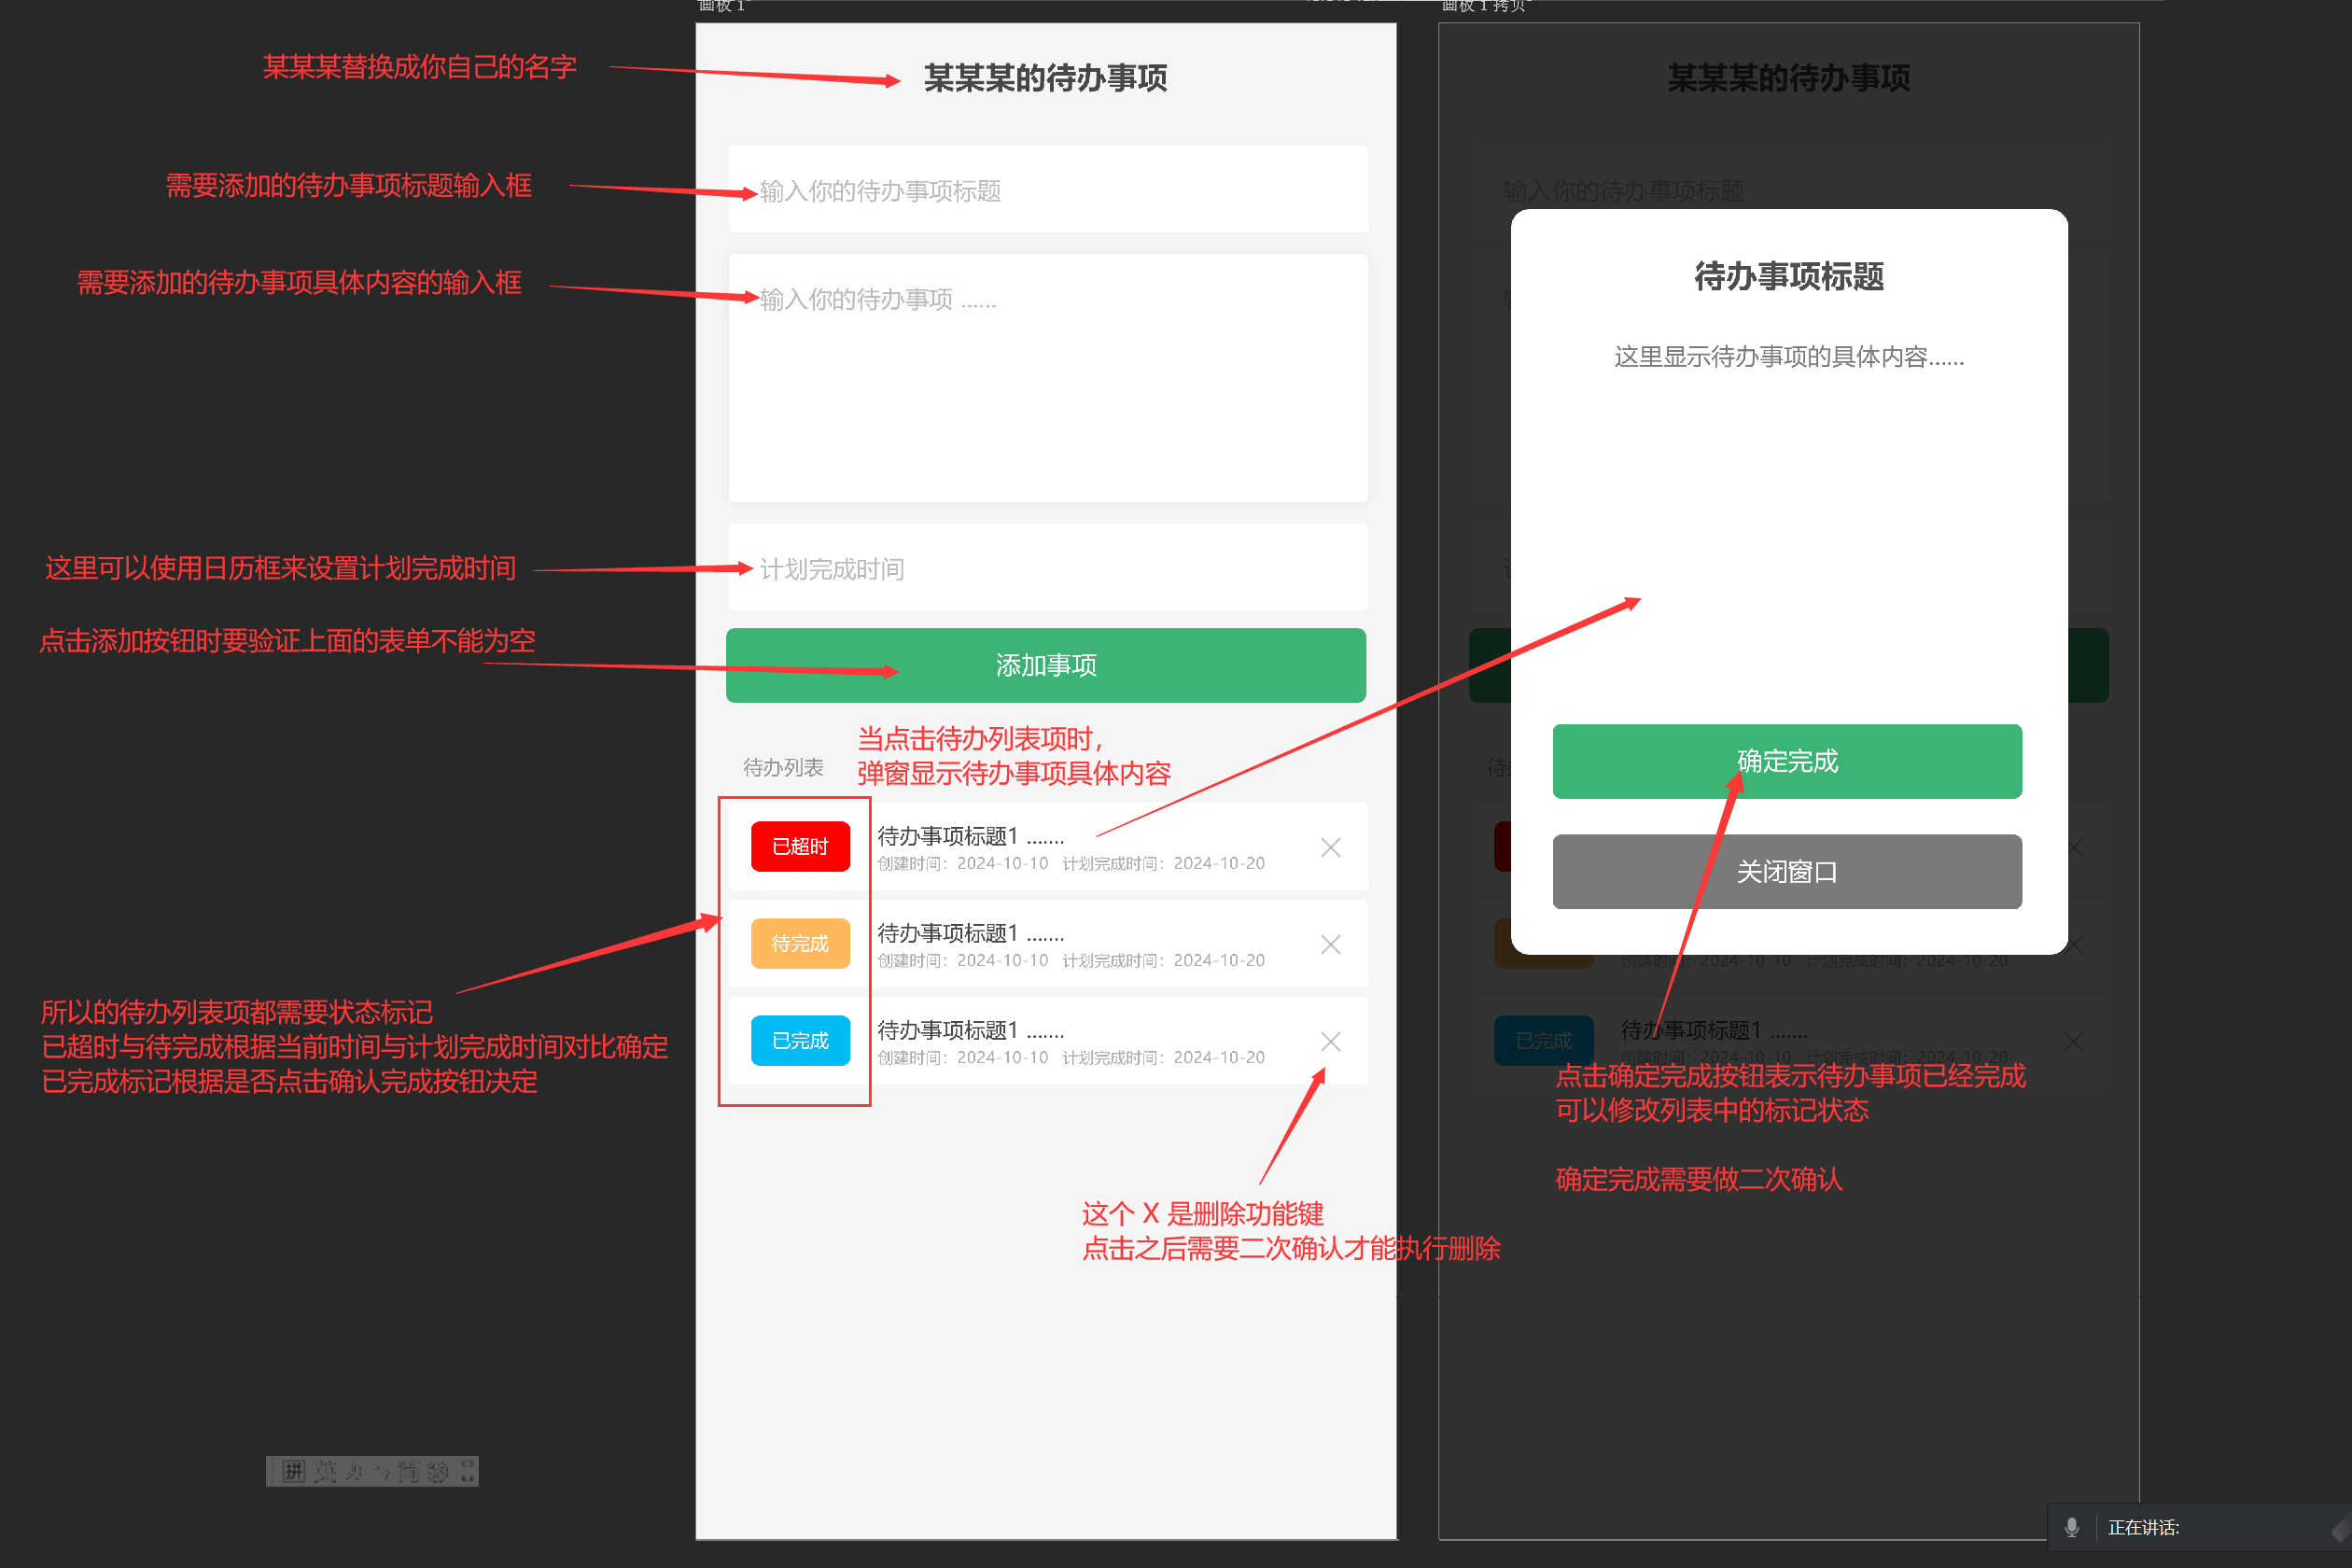 画板 1
画板 1 拷贝
某某某替换成你自己的名字
某某某的待办事项
某某某的待办事项
需要添加的待办事项标题输入框
输入你的待办事项标题
输入你的待办事项标题
需要添加的待办事项具体内容的输入框
输入你的待办事项 ......
待办事项标题
这里显示待办事项的具体内容......
这里可以使用日历框来设置计划完成时间
计划完成时间
点击添加按钮时要验证上面的表单不能为空
添加事项
当点击待办列表项时，
弹窗显示待办事项具体内容
待办列表
确定完成
关闭窗口
已超时
待办事项标题1 .......
创建时间：2024-10-10 计划完成时间：2024-10-20
待完成
待办事项标题1 .......
创建时间：2024-10-10 计划完成时间：2024-10-20
创建时间：2024-10-10 计划完成时间：2024-10-20
已完成
待办事项标题1 .......
创建时间：2024-10-10 计划完成时间：2024-10-20
已完成
待办事项标题1 .......
创建时间：2024-10-10 计划完成时间：2024-10-20
所以的待办列表项都需要状态标记
已超时与待完成根据当前时间与计划完成时间对比确定
已完成标记根据是否点击确认完成按钮决定
点击确定完成按钮表示待办事项已经完成
可以修改列表中的标记状态
确定完成需要做二次确认
这个 X 是删除功能键
点击之后需要二次确认才能执行删除
拼 英 简
正在讲话: